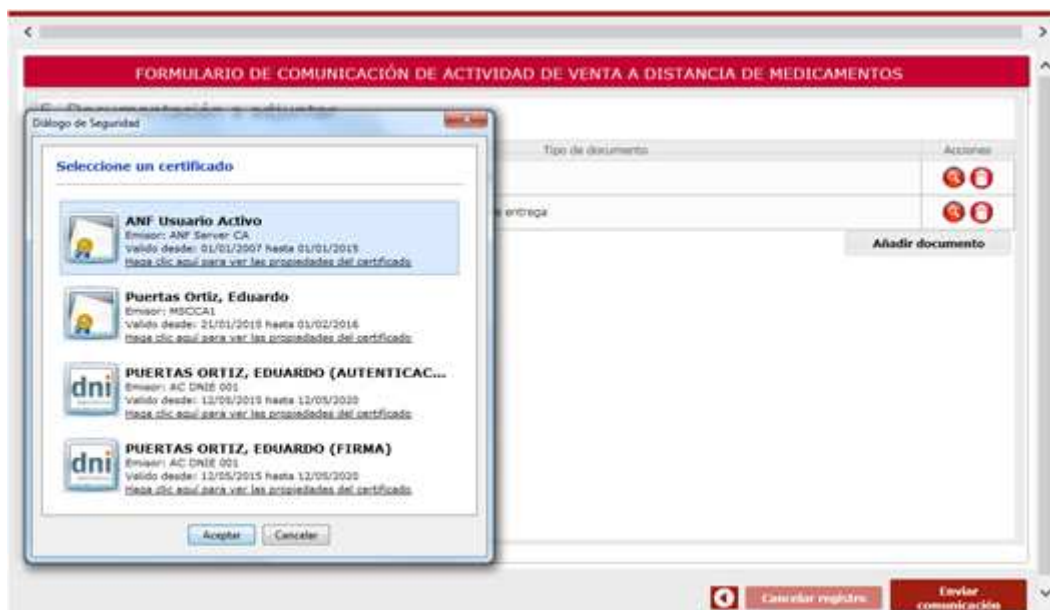 FORMULARIO DE COMUNICACIÓN DE ACTIVIDAD DE VENTA A DISTANCIA DE MEDICAMENTOS
5. Documentación a adjuntar
Diálogo de Seguridad
Tipo de documento
Acciones
Seleccione un certificado
ANF Usuario Activo
Emisor: ANF Server CA
Valido desde: 01/01/2007 hasta 01/01/2015
Haga clic aquí para ver las propiedades del certificado
entrega
Añadir documento
Puertas Ortiz, Eduardo
Emisor: MSCCA1
Valido desde: 21/01/2015 hasta 01/02/2016
Haga clic aquí para ver las propiedades del certificado
dni
PUERTAS ORTIZ, EDUARDO (AUTENTICAC...
Emisor: AC DNIE 001
Valido desde: 12/05/2015 hasta 12/05/2020
Haga clic aquí para ver las propiedades del certificado
dni
PUERTAS ORTIZ, EDUARDO (FIRMA)
Emisor: AC DNIE 001
Valido desde: 12/05/2015 hasta 12/05/2020
Haga clic aquí para ver las propiedades del certificado
Aceptar
Cancelar
Cancelar registro
Enviar
comunicación